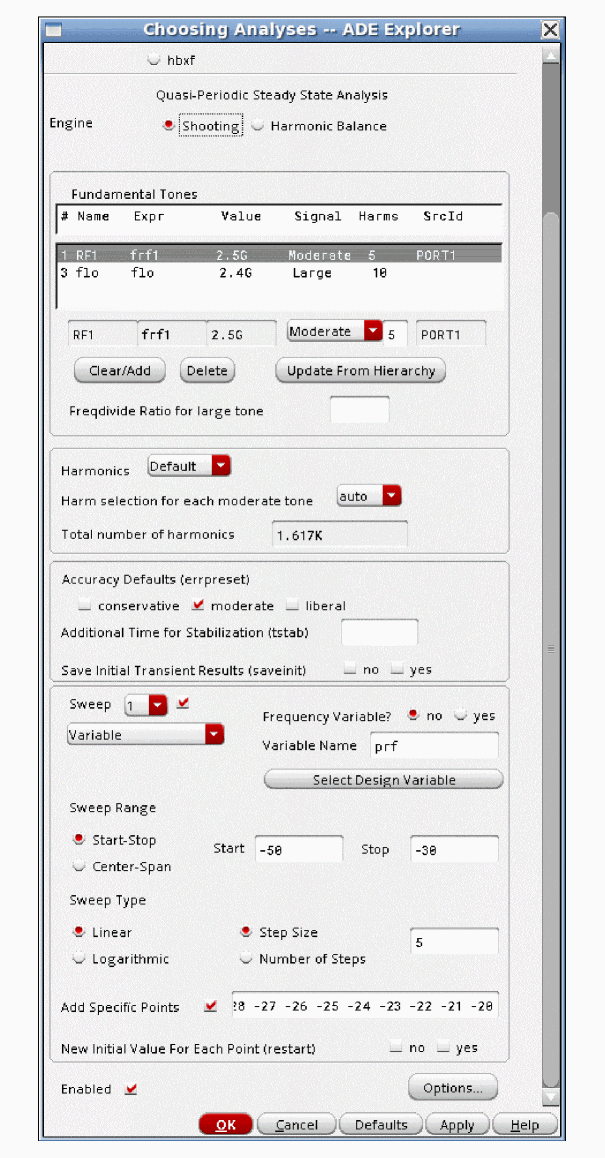 Choosing Analyses -- ADE Explorer
hbxf
Quasi-Periodic Steady State Analysis
Engine Shooting Harmonic Balance
Fundamental Tones
# Name Expr Value Signal Harms SrcId
1 RF1 frf1 2.5G Moderate 5 PORT1
3 flo flo 2.4G Large 10
RF1 frf1 2.5G Moderate 5 PORT1
Clear/Add Delete Update From Hierarchy
Freqdivide Ratio for large tone
Harmonics Default
Harm selection for each moderate tone auto
Total number of harmonics 1.617K
Accuracy Defaults (errpreset)
conservative moderate liberal
Additional Time for Stabilization (tstab)
Save Initial Transient Results (saveinit) no yes
Sweep 1
Frequency Variable? no yes
Variable
Variable Name prf
Select Design Variable
Sweep Range
Start-Stop Start -50 Stop -30
Center-Span
Sweep Type
Linear Step Size 5
Logarithmic Number of Steps
Add Specific Points 28 -27 -26 -25 -24 -23 -22 -21 -20
New Initial Value For Each Point (restart) no yes
Enabled Options...
OK Cancel Defaults Apply Help